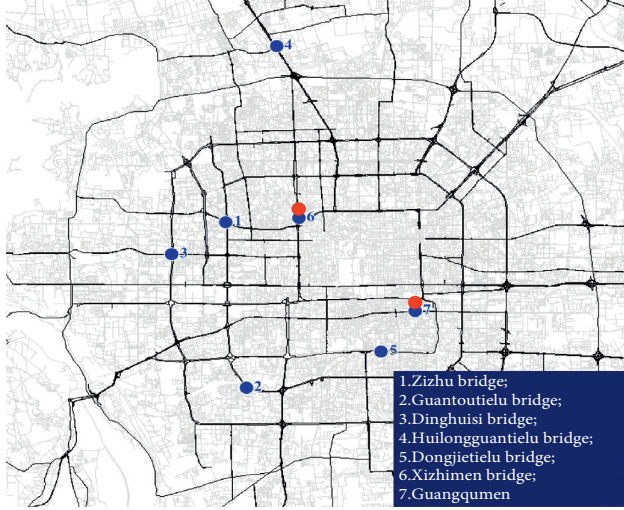 4
1
6
3
7
5
2
1.Zizhu bridge;
2.Guantoutielu bridge;
3.Dinghuisi bridge;
4.Huilongguantielu bridge;
5.Dongjietielu bridge;
6.Xizhimen bridge;
7.Guangqumen